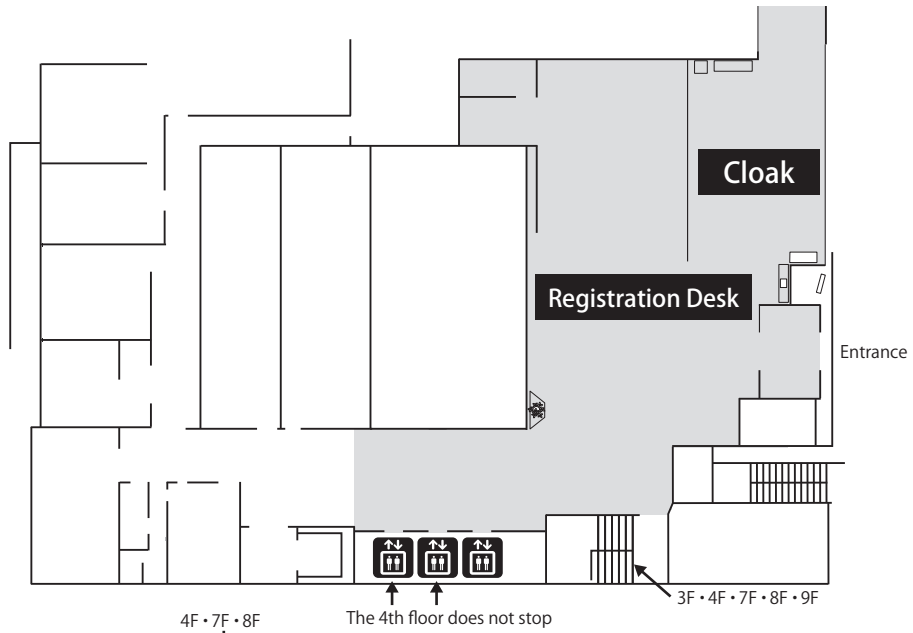 Cloak
Registration Desk
Entrance
3F・4F・7F・8F・9F
The 4th floor does not stop
4F・7F・8F